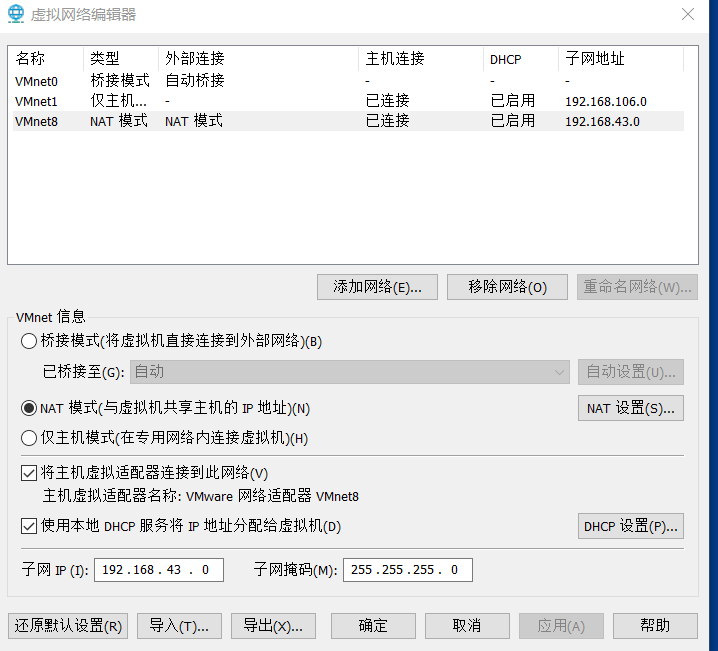 虚拟网络编辑器
名称 类型 外部连接 主机连接 DHCP 子网地址
VMnet0 桥接模式 自动桥接 - - -
VMnet1 仅主机... - 已连接 已启用 192.168.106.0
VMnet8 NAT 模式 NAT 模式 已连接 已启用 192.168.43.0
添加网络(E)... 移除网络(O) 重命名网络(W)...
VMnet 信息
桥接模式(将虚拟机直接连接到外部网络)(B)
已桥接至(G): 自动 自动设置(U)...
NAT 模式(与虚拟机共享主机的 IP 地址)(N) NAT 设置(S)...
仅主机模式(在专用网络内连接虚拟机)(H)
将主机虚拟适配器连接到此网络(V)
主机虚拟适配器名称: VMware 网络适配器 VMnet8
使用本地 DHCP 服务将 IP 地址分配给虚拟机(D) DHCP 设置(P)...
子网 IP (I): 192.168. 43 . 0 子网掩码(M): 255.255.255. 0
还原默认设置(R) 导入(T)... 导出(X)... 确定 取消 应用(A) 帮助